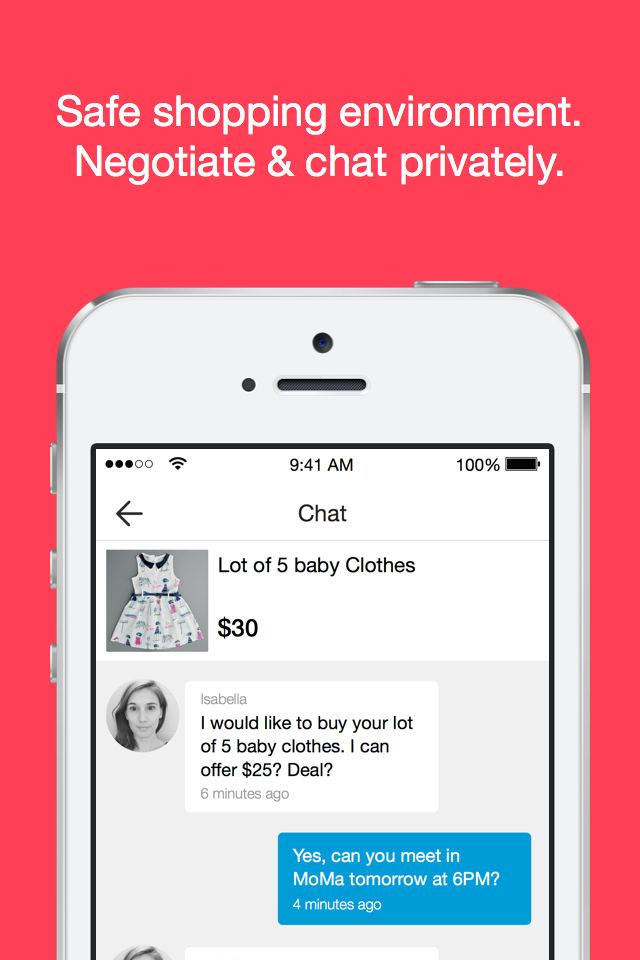 Safe shopping environment.
Negotiate & chat privately.
9:41 AM
100%
Chat
Lot of 5 baby Clothes
$30
Isabella
I would like to buy your lot
of 5 baby clothes. I can
offer $25? Deal?
6 minutes ago
Yes, can you meet in
MoMa tomorrow at 6PM?
4 minutes ago